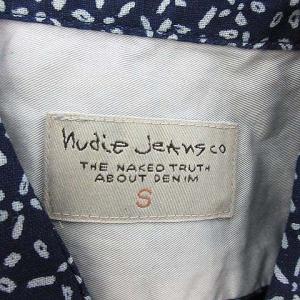 Nudie Jeans co
THE NAKED TRUTH
ABOUT DENIM
S